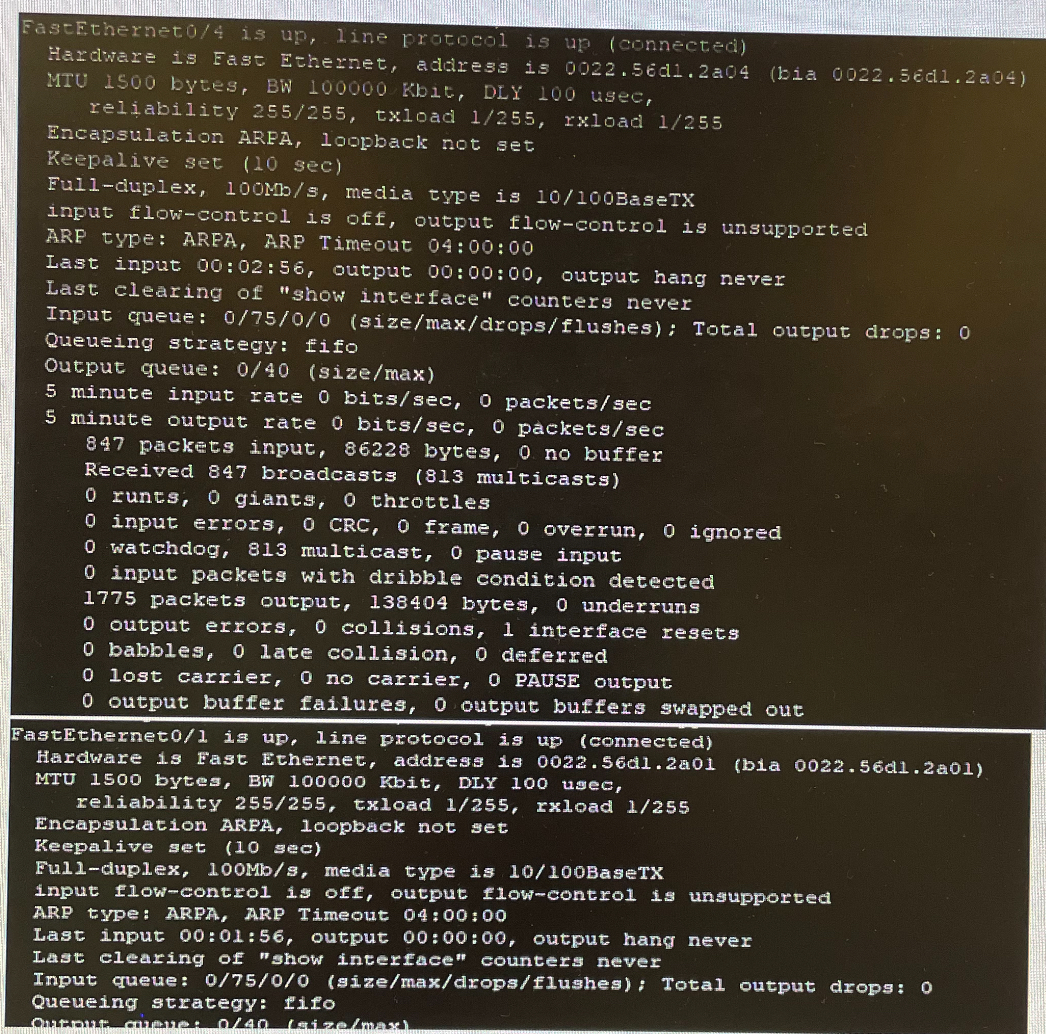 FastEthernet0/4 is up, line protocol is up (connected)
Hardware is Fast Ethernet, address is 0022.56d1.2a04 (bia 0022.56d1.2a04)
MTU 1500 bytes, BW 100000 Kbit, DLY 100 usec,
reliability 255/255, txload 1/255, rxload 1/255
Encapsulation ARPA, loopback not set
Keepalive set (10 sec)
Full-duplex, 100Mb/s, media type is 10/100BaseTX
input flow-control is off, output flow-control is unsupported
ARP type: ARPA, ARP Timeout 04:00:00
Last input 00:02:56, output 00:00:00, output hang never
Last clearing of "show interface" counters never
Input queue: 0/75/0/0 (size/max/drops/flushes); Total output drops: 0
Queueing strategy: fifo
Output queue: 0/40 (size/max)
5 minute input rate 0 bits/sec, 0 packets/sec
5 minute output rate 0 bits/sec, 0 packets/sec
847 packets input, 86228 bytes, 0 no buffer
Received 847 broadcasts (813 multicasts)
0 runts, 0 giants, 0 throttles
0 input errors, 0 CRC, 0 frame, 0 overrun, 0 ignored
0 watchdog, 813 multicast, 0 pause input
0 input packets with dribble condition detected
1775 packets output, 138404 bytes, 0 underruns
0 output errors, 0 collisions, 1 interface resets
0 babbles, 0 late collision, 0 deferred
0 lost carrier, 0 no carrier, 0 PAUSE output
0 output buffer failures, 0 output buffers swapped out
FastEthernet0/1 is up, line protocol is up (connected)
Hardware is Fast Ethernet, address is 0022.56d1.2a01 (bia 0022.56d1.2a01)
MTU 1500 bytes, BW 100000 Kbit, DLY 100 usec,
reliability 255/255, txload 1/255, rxload 1/255
Encapsulation ARPA, loopback not set
Keepalive set (10 sec)
Full-duplex, 100Mb/s, media type is 10/100BaseTX
input flow-control is off, output flow-control is unsupported
ARP type: ARPA, ARP Timeout 04:00:00
Last input 00:01:56, output 00:00:00, output hang never
Last clearing of "show interface" counters never
Input queue: 0/75/0/0 (size/max/drops/flushes); Total output drops: 0
Queueing strategy: fifo
Output queue: 0/40 (size/max)